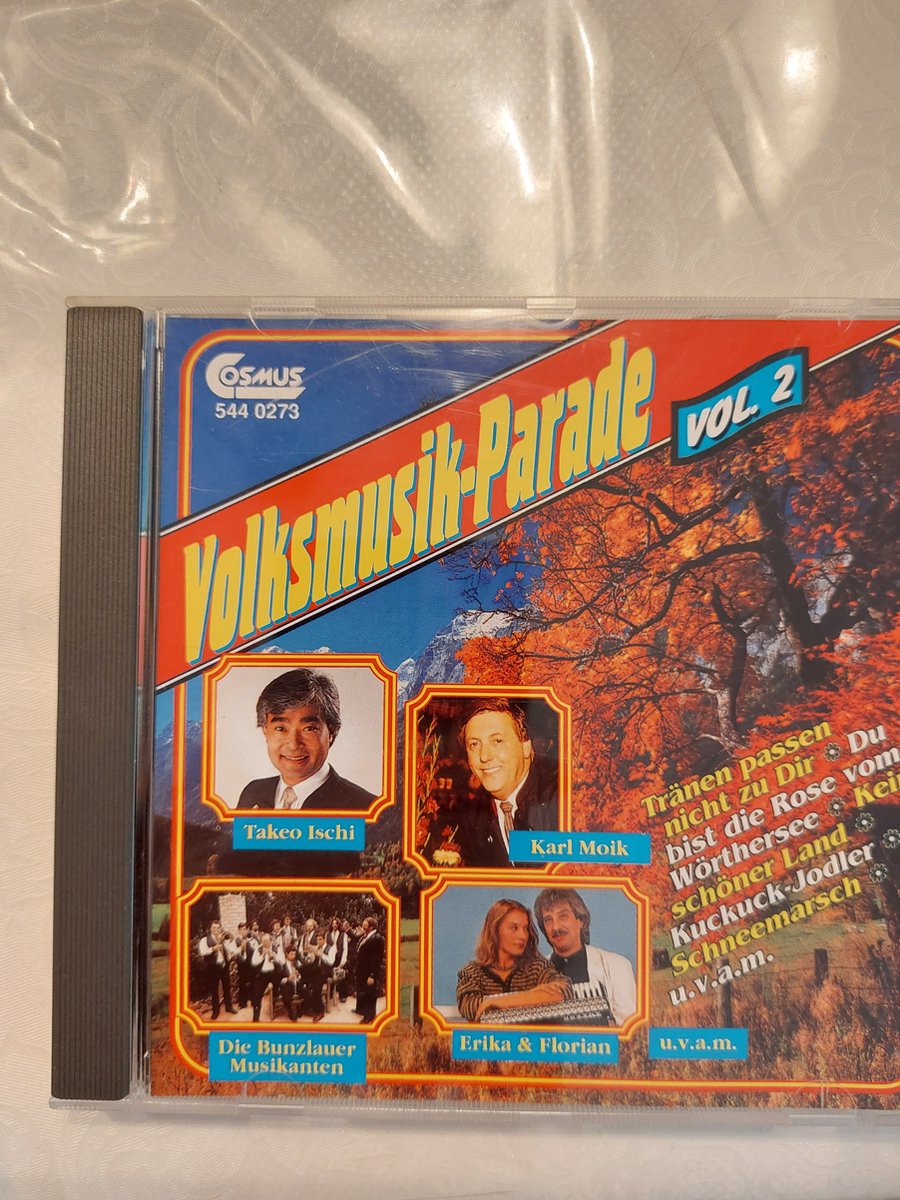 COSMUS
544 0273
Volksmusik-Parade
VOL. 2
Takeo Ischi
Karl Moik
Die Bunzlauer
Musikanten
Erika & Florian
u.v.a.m.
Tränen passen
nicht zu Dir Du
bist die Rose vom
Wörthersee Kein
schöner Land
Kuckuck-Jodler
Schneemarsch
u.v.a.m.